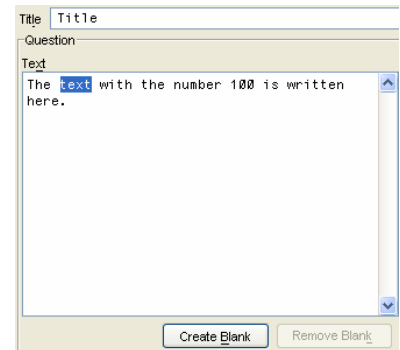 Title Title
Question
Text
The text with the number 100 is written
here.
Create Blank Remove Blank